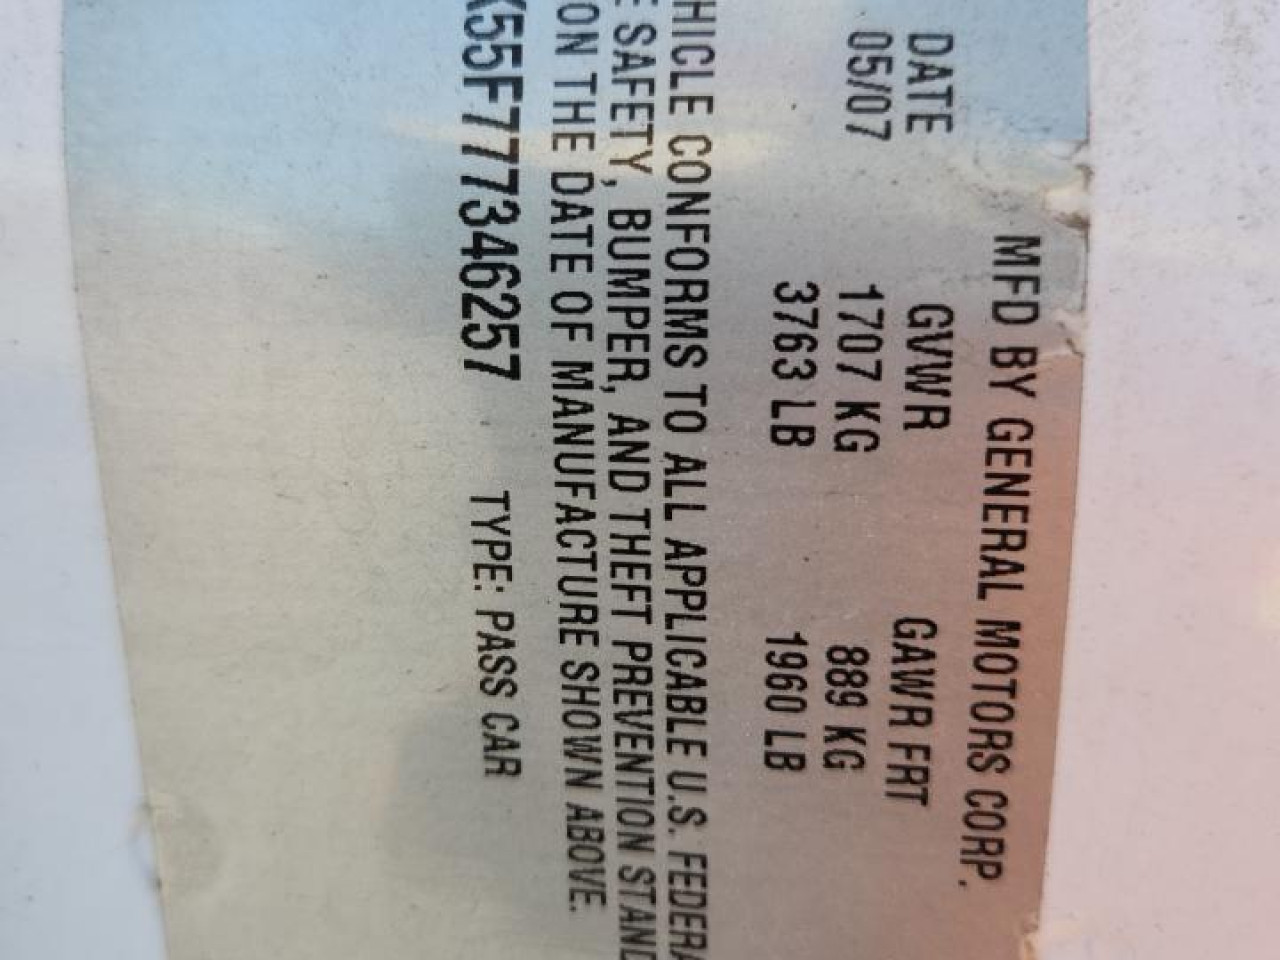 MFD BY GENERAL MOTORS CORP.
DATE GVWR GAWR FRT
05/07 1707 KG 889 KG
3763 LB 1960 LB
HICLE CONFORMS TO ALL APPLICABLE U.S. FEDERA
E SAFETY, BUMPER, AND THEFT PREVENTION STAND
ON THE DATE OF MANUFACTURE SHOWN ABOVE.
K55F777346257 TYPE: PASS CAR